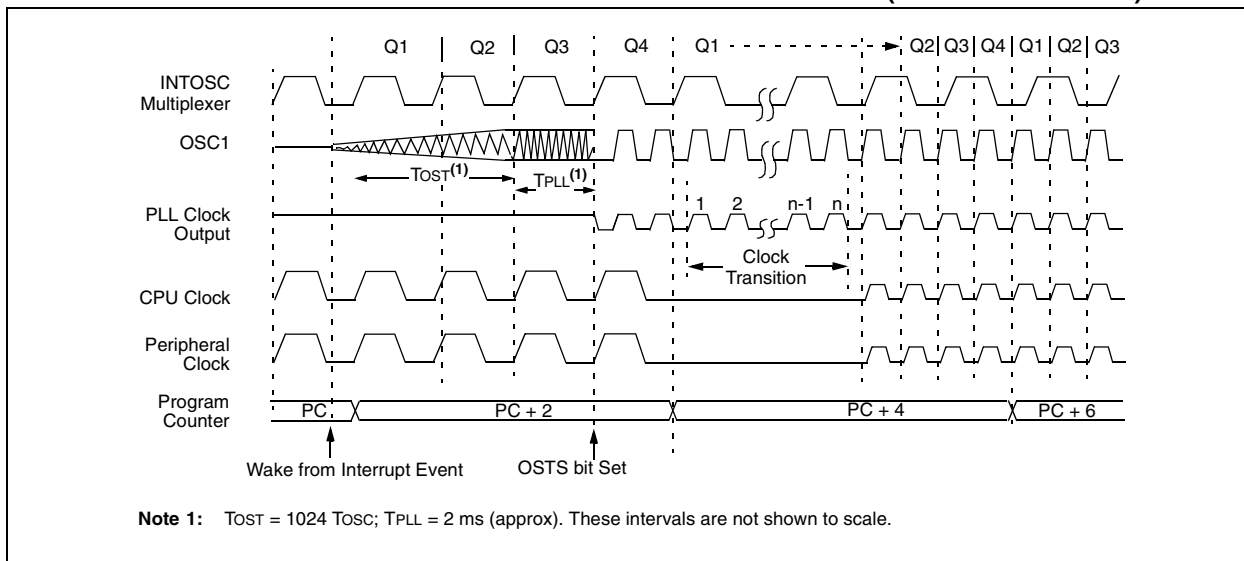 Q1 Q2 Q3 Q4 Q1 Q2 Q3 Q4 Q1 Q2 Q3
INTOSC
Multiplexer
OSC1
TOST(1) TPLL(1)
1 2 n-1 n
PLL Clock
Output
Clock
Transition
CPU Clock
Peripheral
Clock
Program
Counter
PC PC + 2 PC + 4 PC + 6
Wake from Interrupt Event OSTS bit Set
Note 1: TOST = 1024 TOSC; TPLL = 2 ms (approx). These intervals are not shown to scale.